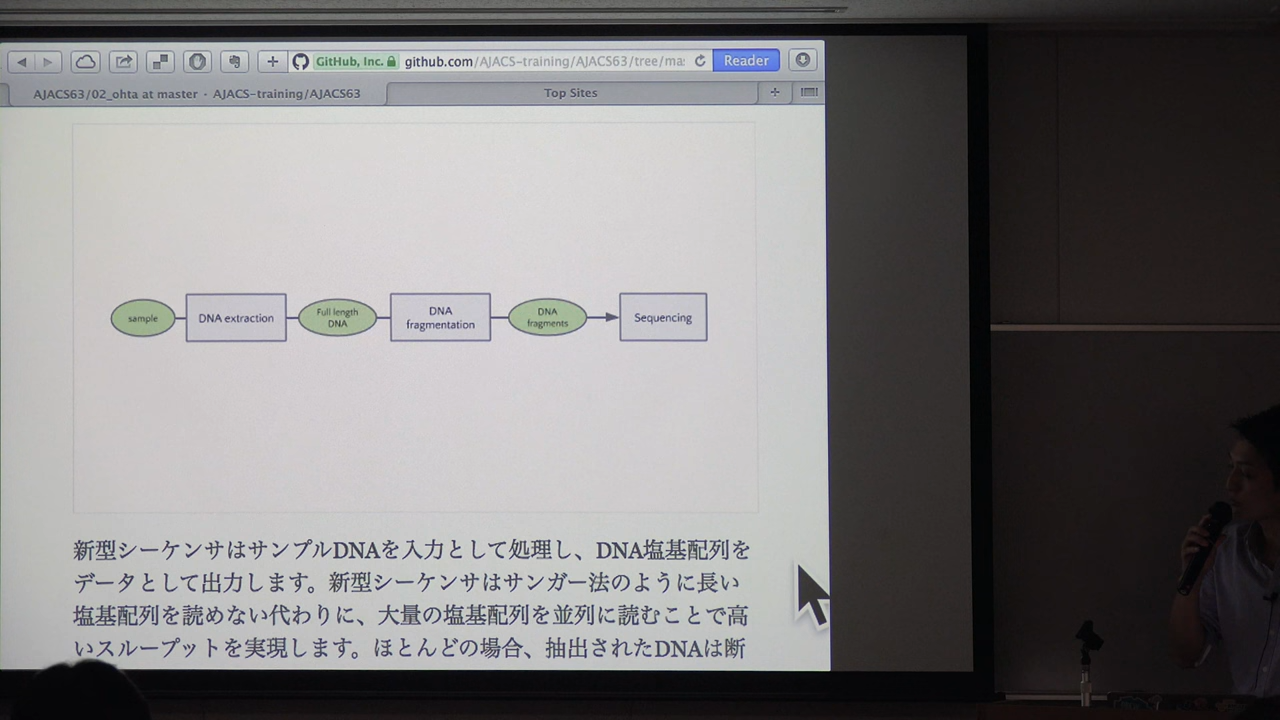 GitHub, Inc. github.com/AJACS-training/AJACS63/tree/ma Reader
AJACS63/02_ohta at master · AJACS-training/AJACS63
Top Sites
sample
DNA extraction
Full length
DNA
DNA
fragmentation
DNA
fragments
Sequencing
新型シーケンサはサンプルDNAを入力として処理し、DNA塩基配列を
データとして出力します。新型シーケンサはサンガー法のように長い
塩基配列を読めない代わりに、大量の塩基配列を並列に読むことで高
いスループットを実現します。ほとんどの場合、抽出されたDNAは断